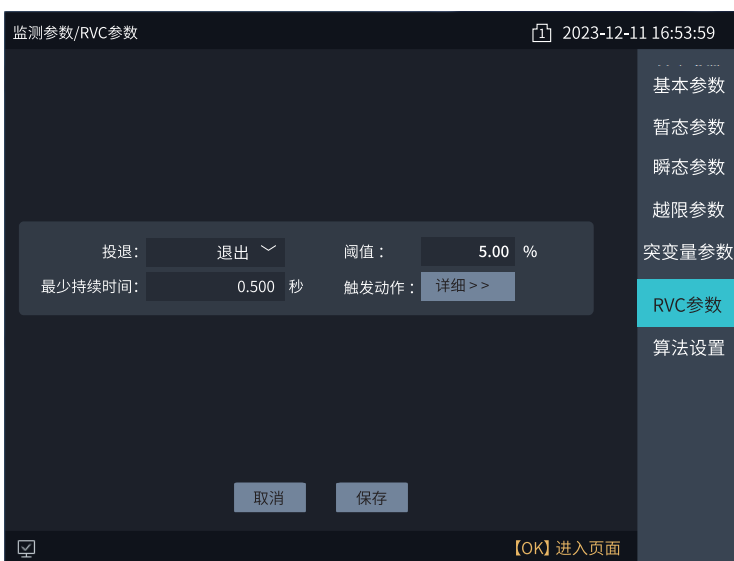 监测参数/RVC参数
1 2023-12-11 16:53:59
基本参数
暂态参数
瞬态参数
越限参数
突变量参数
RVC参数
算法设置
投退: 退出 阈值: 5.00 %
最少持续时间: 0.500 秒 触发动作: 详细>>
取消 保存
【OK】进入页面